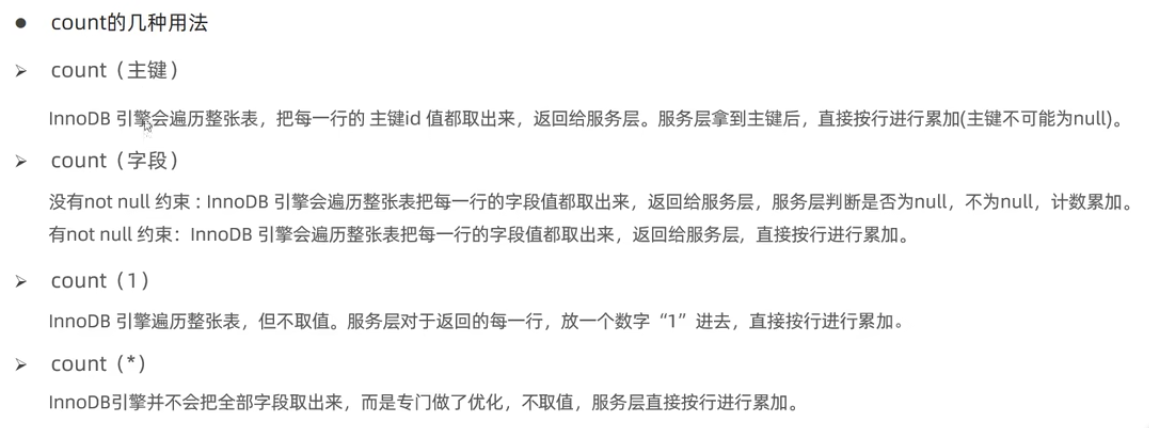 ● count的几种用法
➢ count（主键）
InnoDB 引擎会遍历整张表，把每一行的 主键id 值都取出来，返回给服务层。服务层拿到主键后，直接按行进行累加(主键不可能为null)。
➢ count（字段）
没有not null 约束 : InnoDB 引擎会遍历整张表把每一行的字段值都取出来，返回给服务层，服务层判断是否为null，不为null，计数累加。
有not null 约束：InnoDB 引擎会遍历整张表把每一行的字段值都取出来，返回给服务层，直接按行进行累加。
➢ count（1）
InnoDB 引擎遍历整张表，但不取值。服务层对于返回的每一行，放一个数字“1”进去，直接按行进行累加。
➢ count（*）
InnoDB引擎并不会把全部字段取出来，而是专门做了优化，不取值，服务层直接按行进行累加。